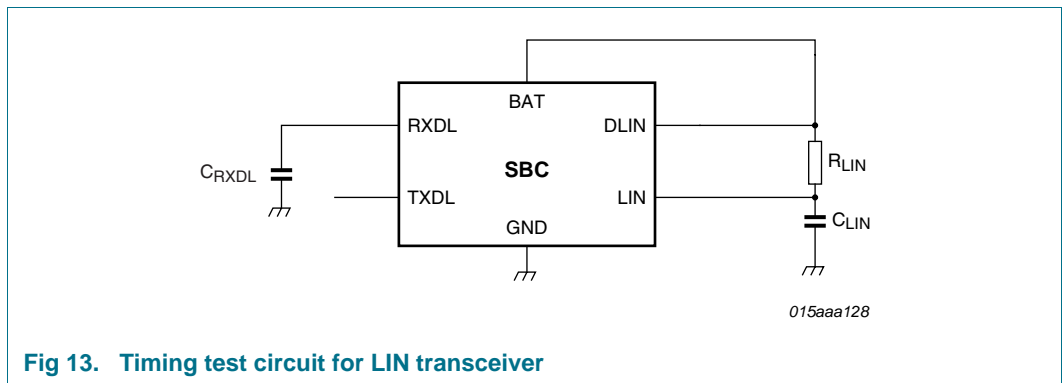 BAT
RXDL
DLIN
CRXDL
SBC
RLIN
TXDL
LIN
CLIN
GND
015aaa128
Fig 13. Timing test circuit for LIN transceiver